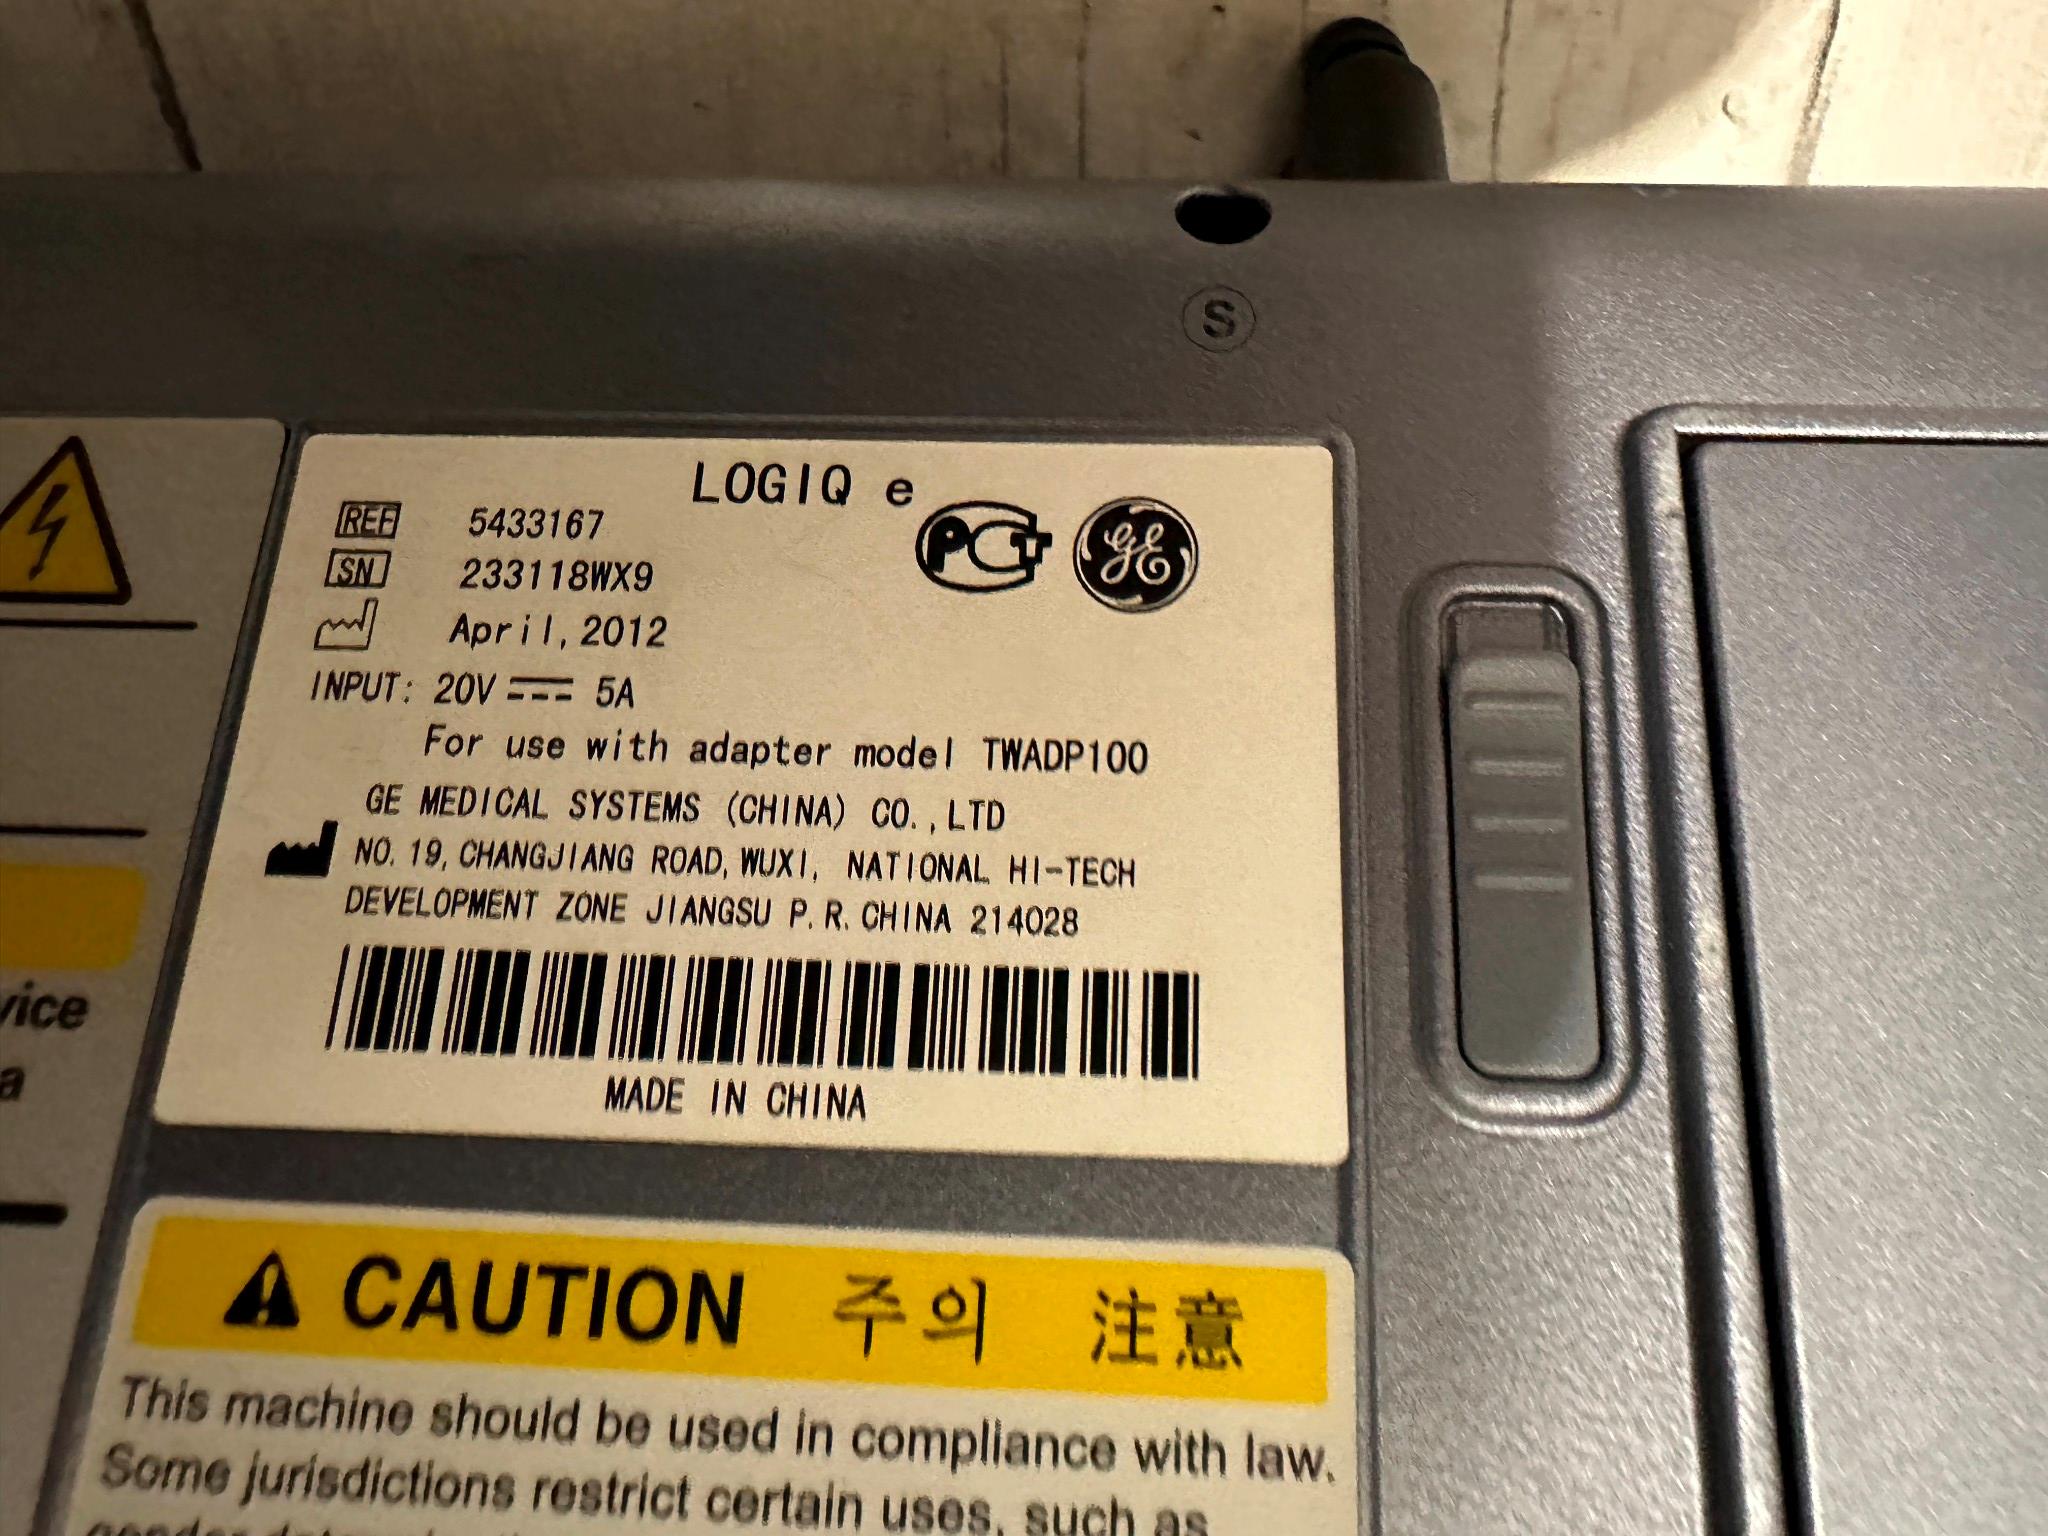 S
LOGIQ e
REF 5433167
PCT GE
SN 233118WX9
April, 2012
INPUT: 20V 5A
For use with adapter model TWADP100
GE MEDICAL SYSTEMS (CHINA) CO.,LTD
NO. 19, CHANGJIANG ROAD, WUXI, NATIONAL HI-TECH
DEVELOPMENT ZONE JIANGSU P.R.CHINA 214028
MADE IN CHINA
vice
a
CAUTION 주의 注意
This machine should be used in compliance with law.
Some jurisdictions restrict certain uses, such as
gender